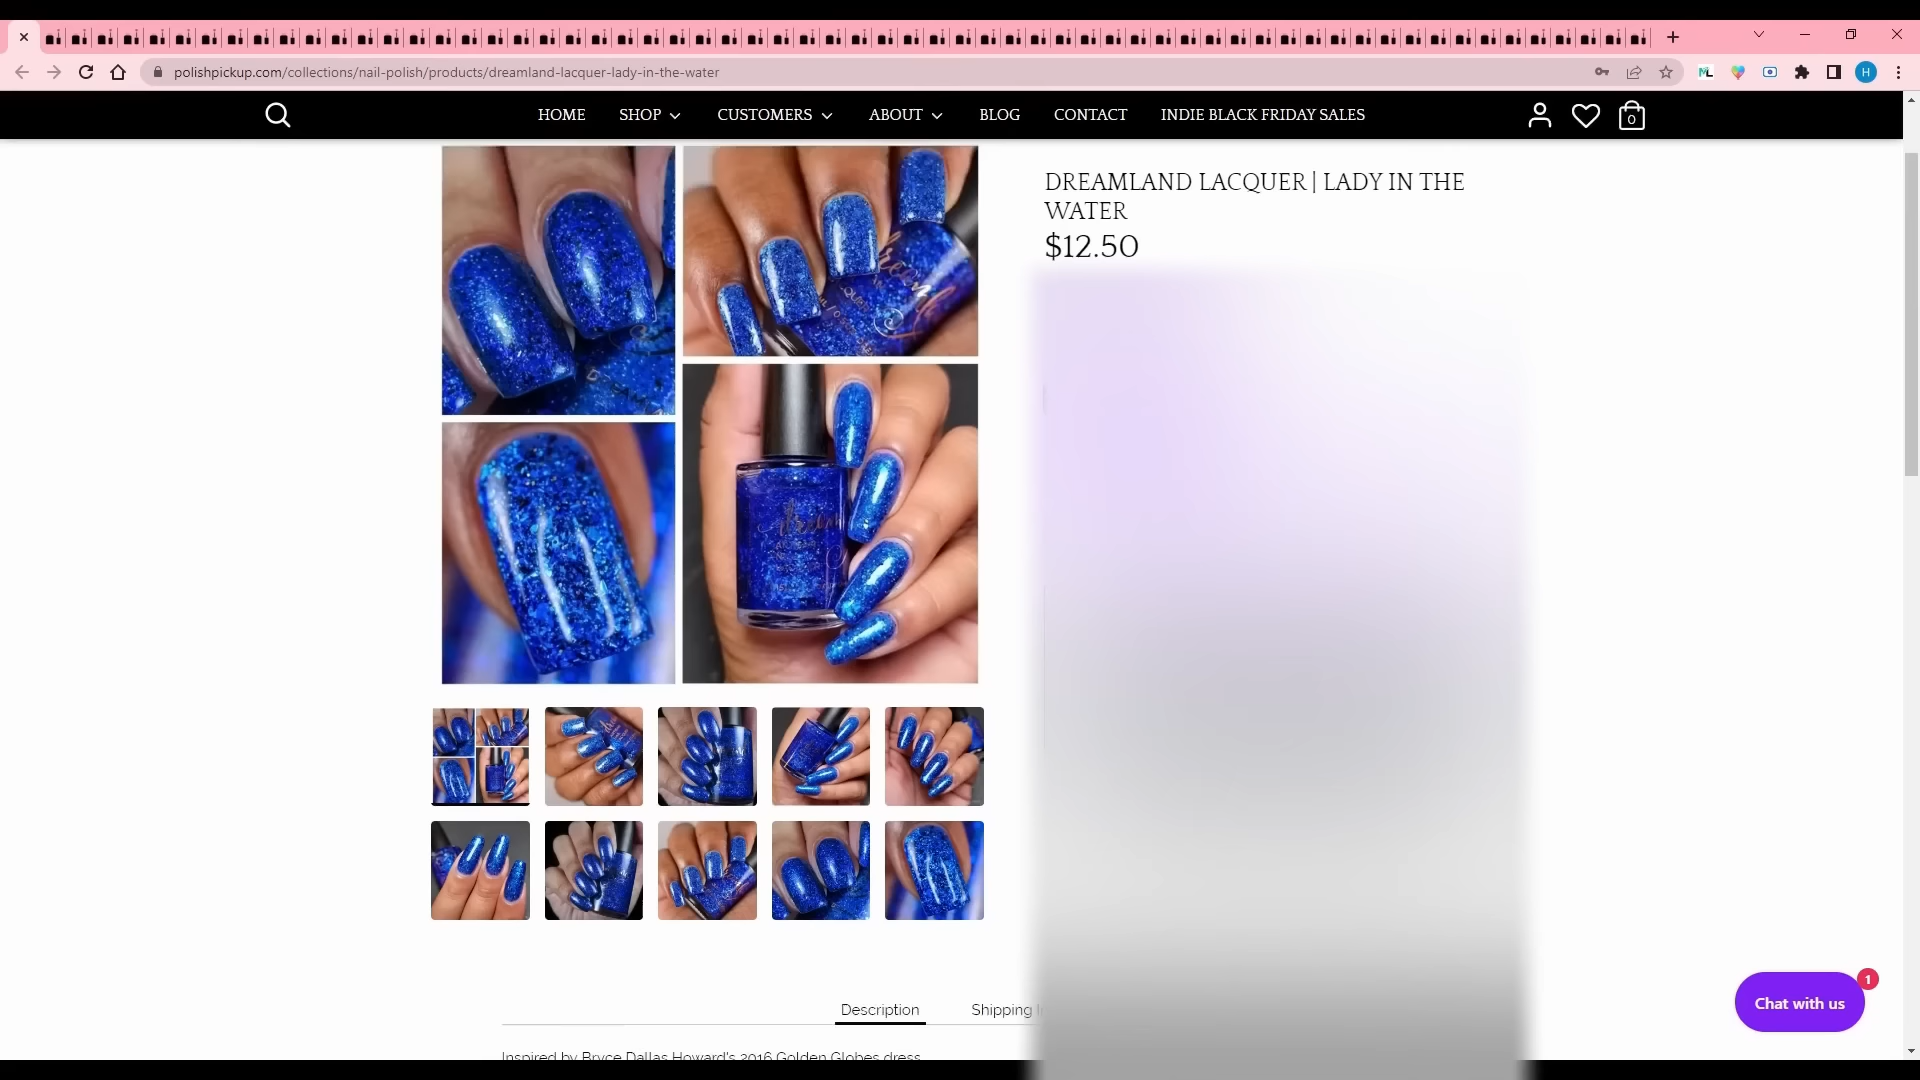 polishpickup.com/collections/nail-polish/products/dreamland-lacquer-lady-in-the-water
H
HOME
SHOP
CUSTOMERS
ABOUT
BLOG
CONTACT
INDIE BLACK FRIDAY SALES
0
DREAMLAND LACQUER | LADY IN THE
WATER
$12.50
Description
Shipping
1
Chat with us
Inspired by Bryce Dallas Howard's 2016 Golden Globes dress